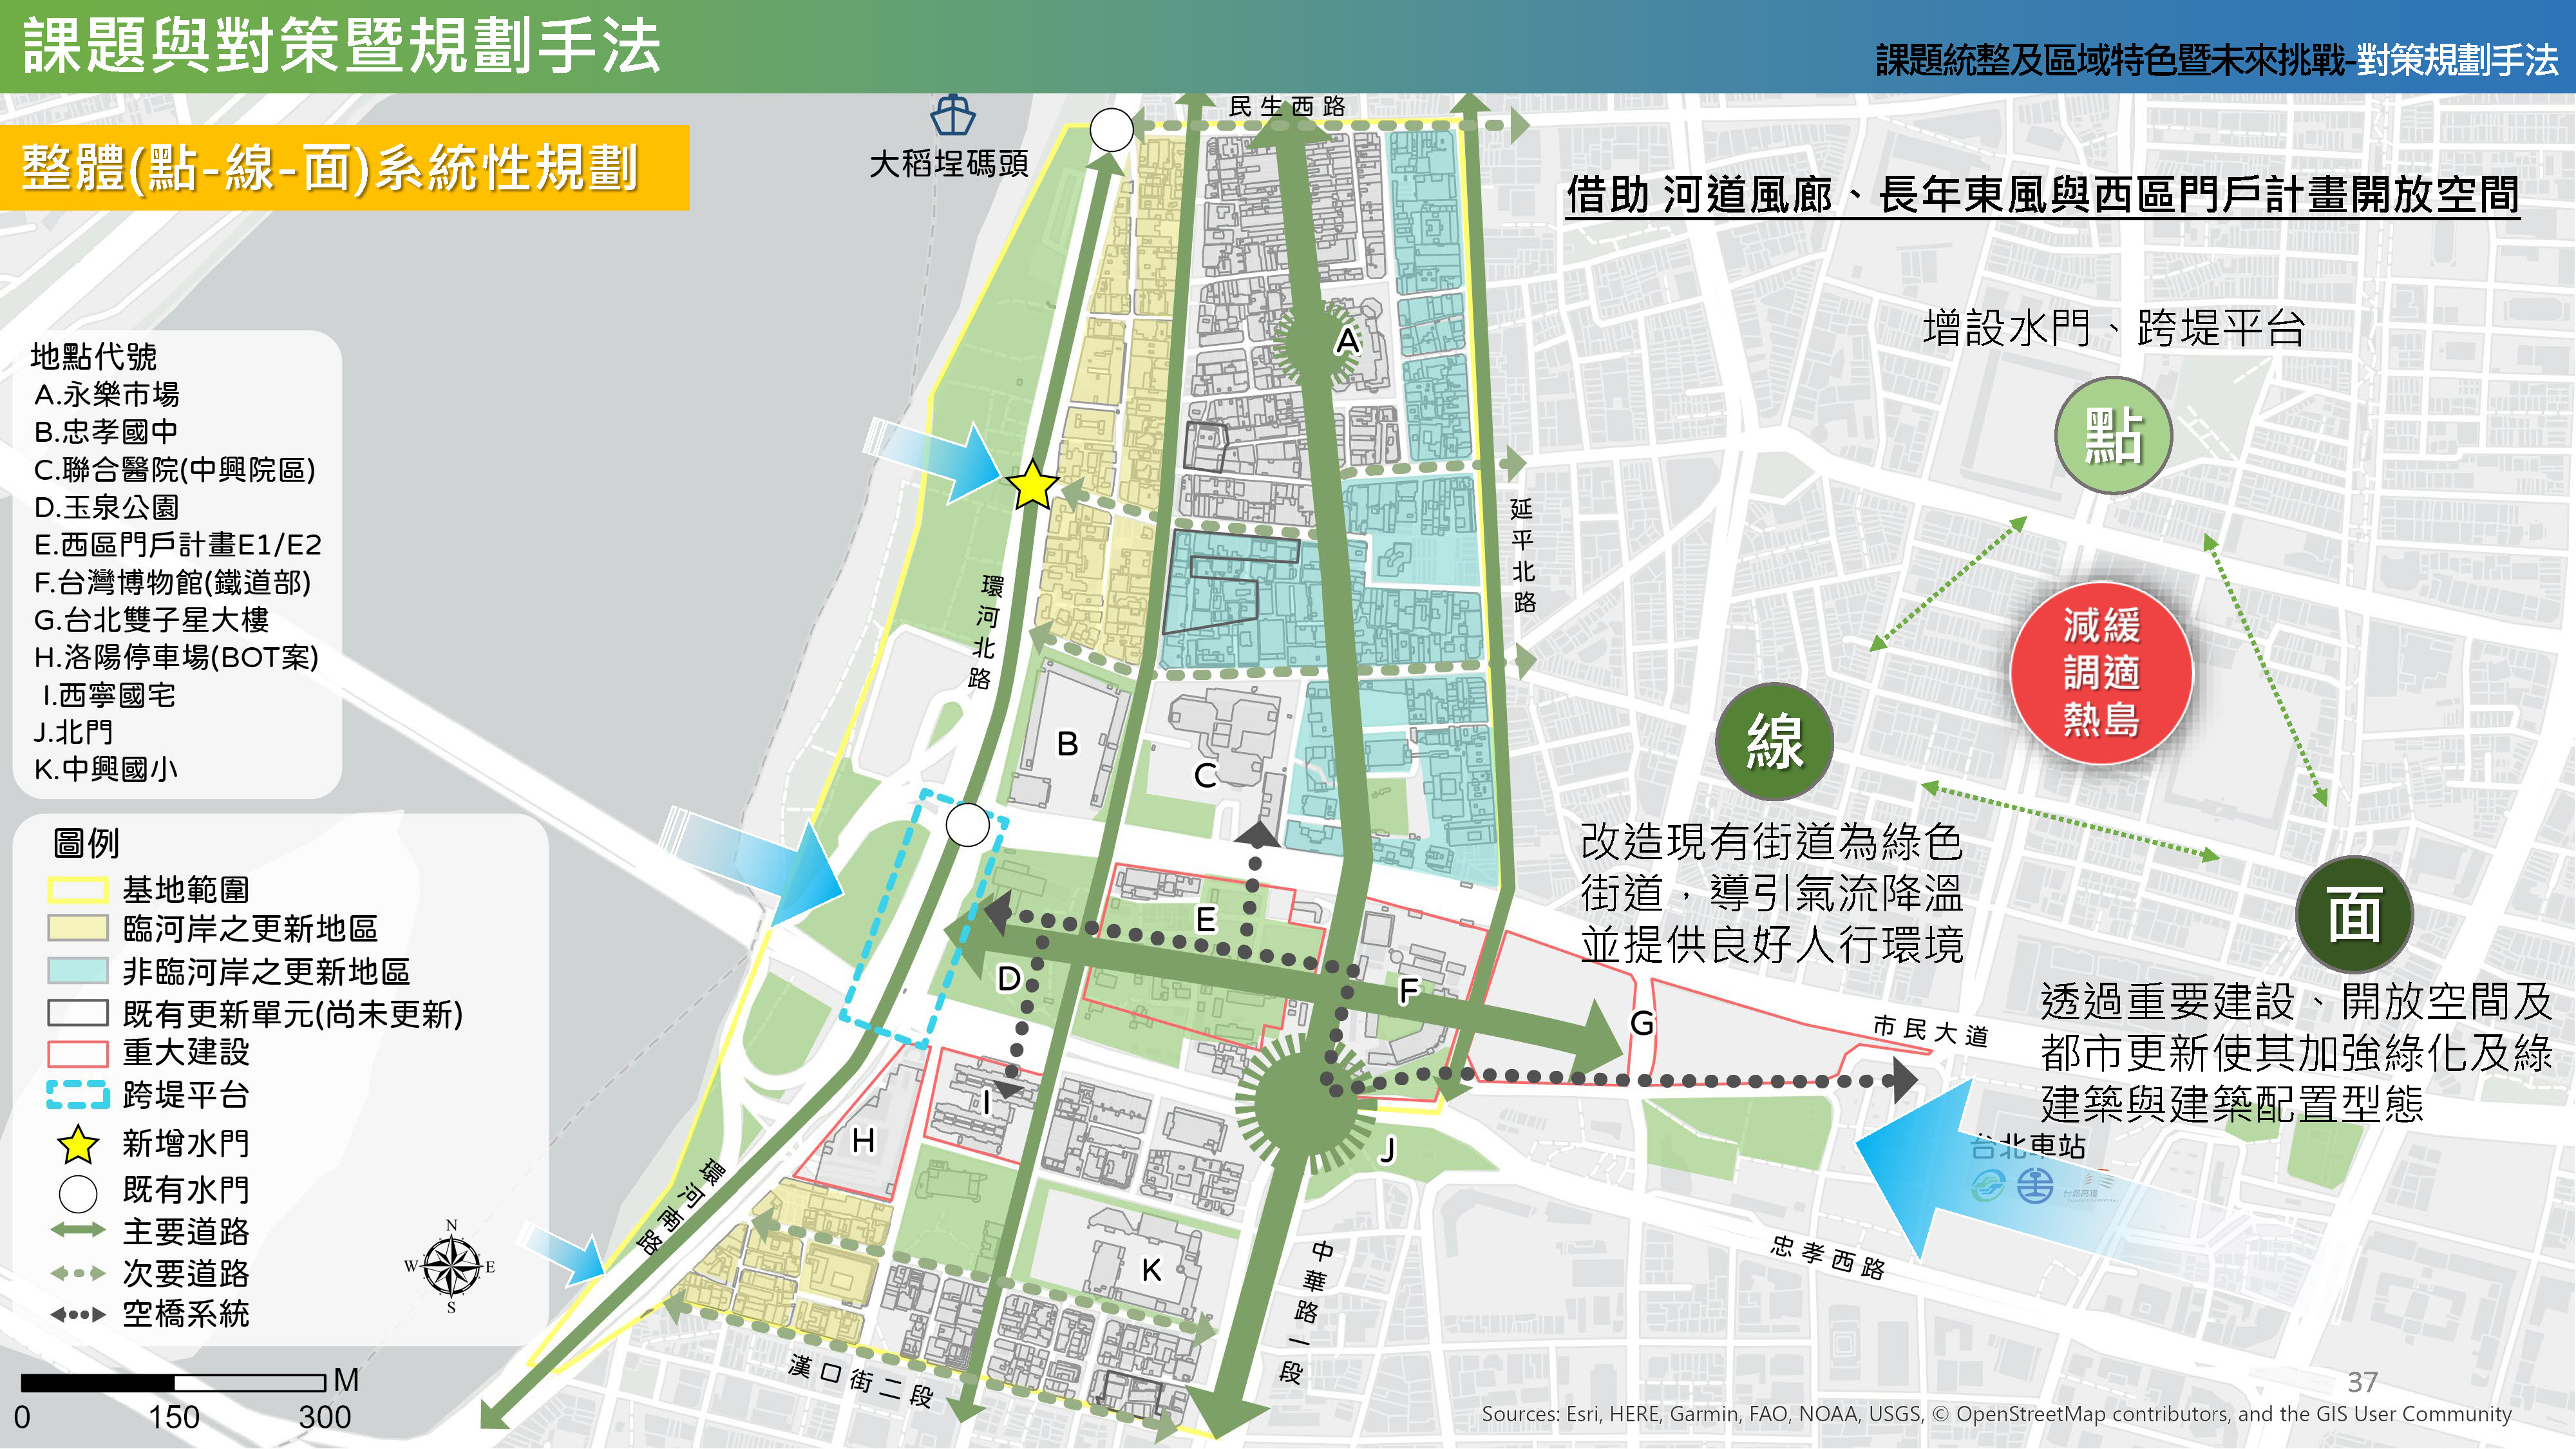 課題與對策暨規劃手法
課題統整及區域特色暨未來挑戰-對策規劃手法
整體(點-線-面)系統性規劃
大稻埕碼頭
民生西路
借助 河道風廊、長年東風與西區門戶計畫開放空間
增設水門、跨堤平台
點
減緩
調適
熱島
線
改造現有街道為綠色
街道，導引氣流降溫
並提供良好人行環境
面
透過重要建設、開放空間及
都市更新使其加強綠化及綠
建築與建築配置型態
地點代號
A.永樂市場
B.忠孝國中
C.聯合醫院(中興院區)
D.玉泉公園
E.西區門戶計畫E1/E2
F.台灣博物館(鐵道部)
G.台北雙子星大樓
H.洛陽停車場(BOT案)
I.西寧國宅
J.北門
K.中興國小
圖例
基地範圍
臨河岸之更新地區
非臨河岸之更新地區
既有更新單元(尚未更新)
重大建設
跨堤平台
新增水門
既有水門
主要道路
次要道路
空橋系統
N
W
E
S
M
0
150
300
A
延平北路
環河北路
B
C
E
D
F
G
市民大道
I
H
J
台北車站
環河南路
K
中華路一段
忠孝西路
漢口街二段
37
Sources: Esri, HERE, Garmin, FAO, NOAA, USGS, © OpenStreetMap contributors, and the GIS User Community